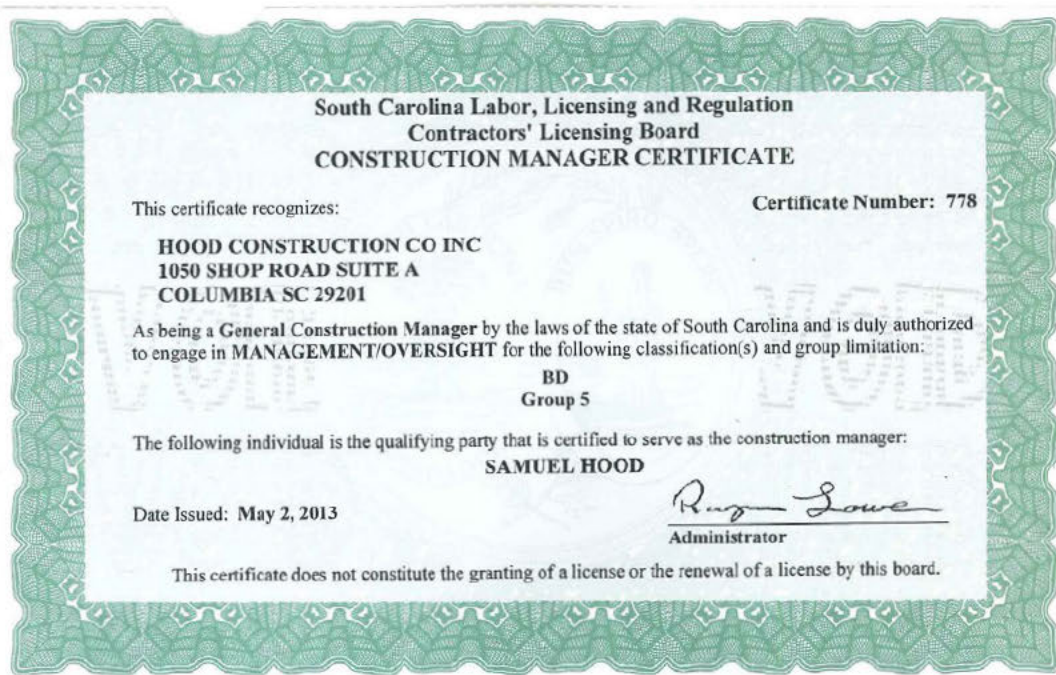 South Carolina Labor, Licensing and Regulation
Contractors' Licensing Board
CONSTRUCTION MANAGER CERTIFICATE
This certificate recognizes:
Certificate Number: 778
HOOD CONSTRUCTION CO INC
1050 SHOP ROAD SUITE A
COLUMBIA SC 29201
As being a General Construction Manager by the laws of the state of South Carolina and is duly authorized
to engage in MANAGEMENT/OVERSIGHT for the following classification(s) and group limitation:
BD
Group 5
The following individual is the qualifying party that is certified to serve as the construction manager:
SAMUEL HOOD
Date Issued: May 2, 2013
Administrator
This certificate does not constitute the granting of a license or the renewal of a license by this board.
VOID
VOID